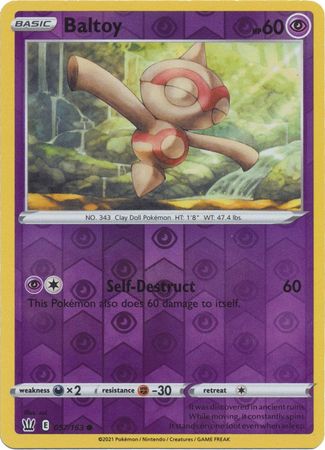 BASIC
Baltoy
HP60
NO. 343 Clay Doll Pokémon. HT: 1'8" WT: 47.4 lbs.
Self-Destruct 60
This Pokémon also does 60 damage to itself.
weakness ×2 resistance -30 retreat
E 067/163
It was discovered in ancient ruins.
While moving, it constantly spins.
It stands on one foot even when asleep.
©2021 Pokémon / Nintendo / Creatures / GAME FREAK